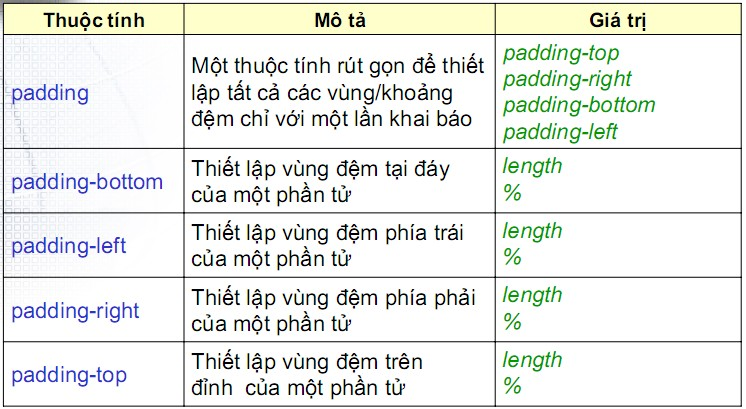 Thuộc tính Mô tả Giá trị
padding
Một thuộc tính rút gọn để thiết
lập tất cả các vùng/khoảng
đệm chỉ với một lần khai báo
padding-top
padding-right
padding-bottom
padding-left
padding-bottom
Thiết lập vùng đệm tại đáy
của một phần tử
length
%
padding-left
Thiết lập vùng đệm phía trái
của một phần tử
length
%
padding-right
Thiết lập vùng đệm phía phải
của một phần tử
length
%
padding-top
Thiết lập vùng đệm trên
đỉnh của một phần tử
length
%